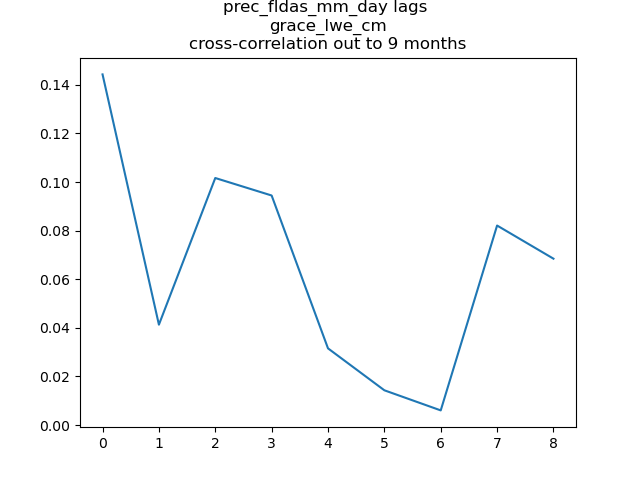 prec_fldas_mm_day lags
grace_lwe_cm
cross-correlation out to 9 months
0.14
0.12
0.10
0.08
0.06
0.04
0.02
0.00
0 1 2 3 4 5 6 7 8